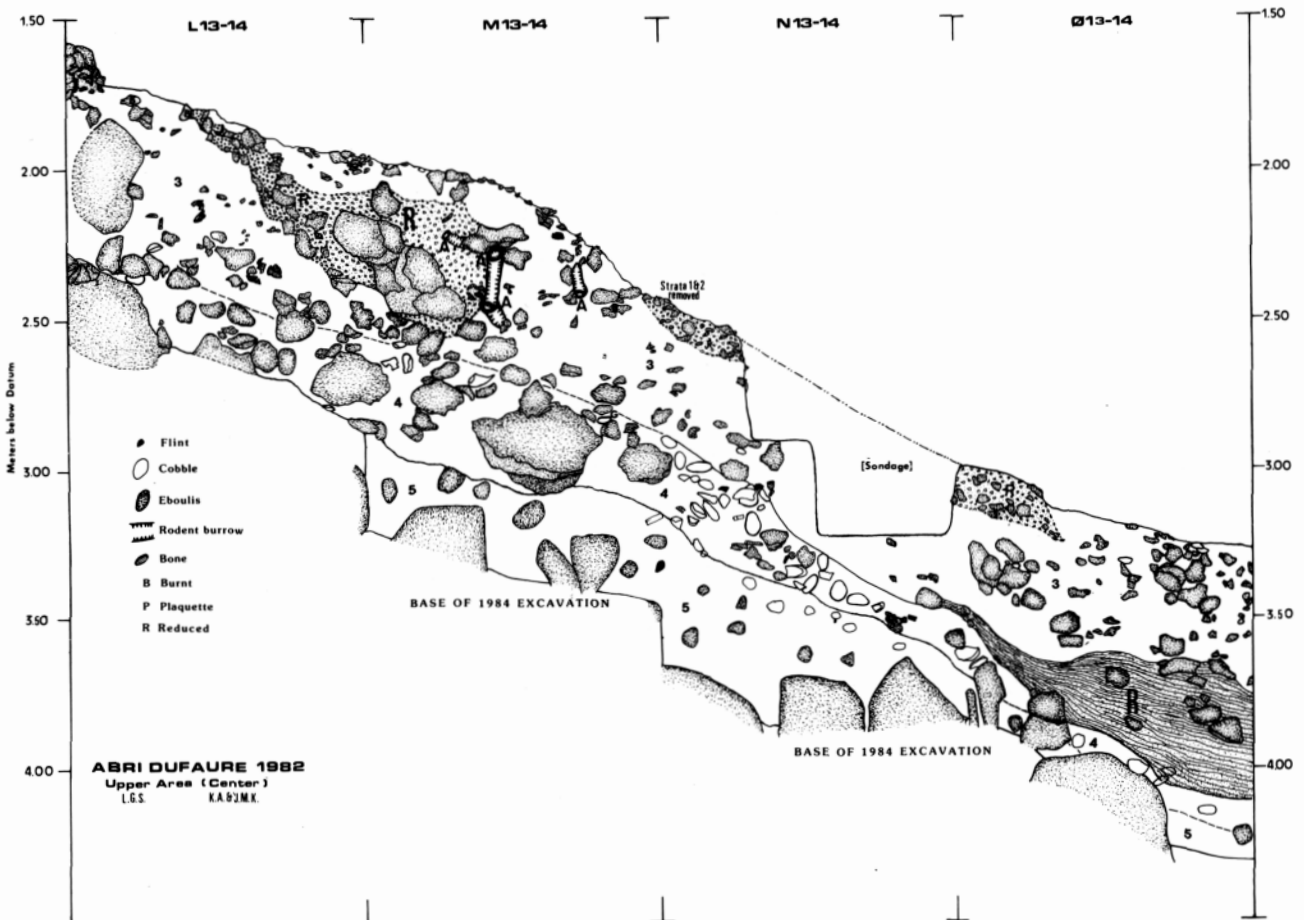 L13-14 M13-14 N13-14 Ø13-14
1.50 1.50
2.00 2.00
2.50 2.50
3.00 3.00
3.50 3.50
4.00 4.00
Meters below Datum
3
R R
A A
A A
Strata 1&2
removed
3
4
4
[Sondage]
5
3
5
R
4
5
Flint
Cobble
Eboulis
Rodent burrow
Bone
B Burnt
P Plaquette
R Reduced
BASE OF 1984 EXCAVATION
BASE OF 1984 EXCAVATION
ABRI DUFAURE 1982
Upper Area (Center)
L.G.S. K.A.&J.M.K.